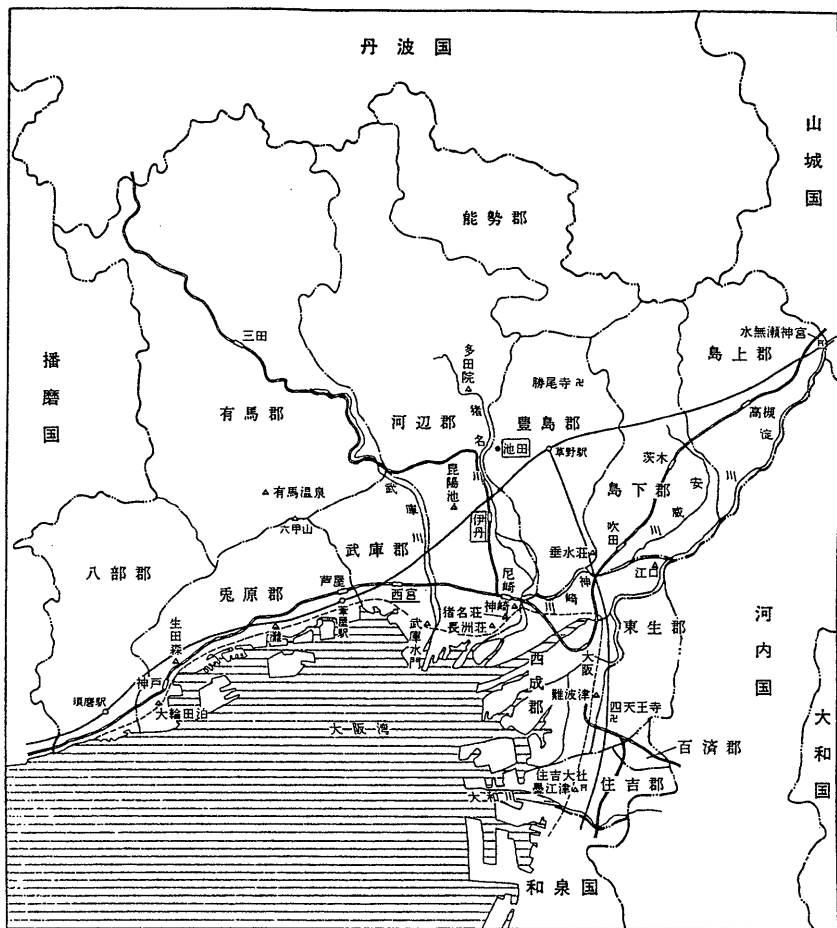 丹波国
山城国
能勢郡
水無瀬神宮
島上郡
三田
多田院
勝尾寺卍
播磨国
高槻
淀
有馬郡
河辺郡
猪名
豊島郡
池田
草野駅
茨木
昆陽池
島下郡
安威
川
川
有馬温泉
武庫
川
六甲山
武庫郡
伊丹
吹田
垂水荘
八部郡
兎原郡
芦屋
西宮
尼崎
神崎
川
神崎
江口
生田森
葦屋駅
灘
武庫水門
猪名荘
長洲荘
東生郡
河内国
西成郡
大阪
神戸
須磨駅
大輪田泊
難波津
四天王寺
卍
大阪湾
百済郡
大和国
住吉大社
墨江津
住吉郡
大和川
和泉国